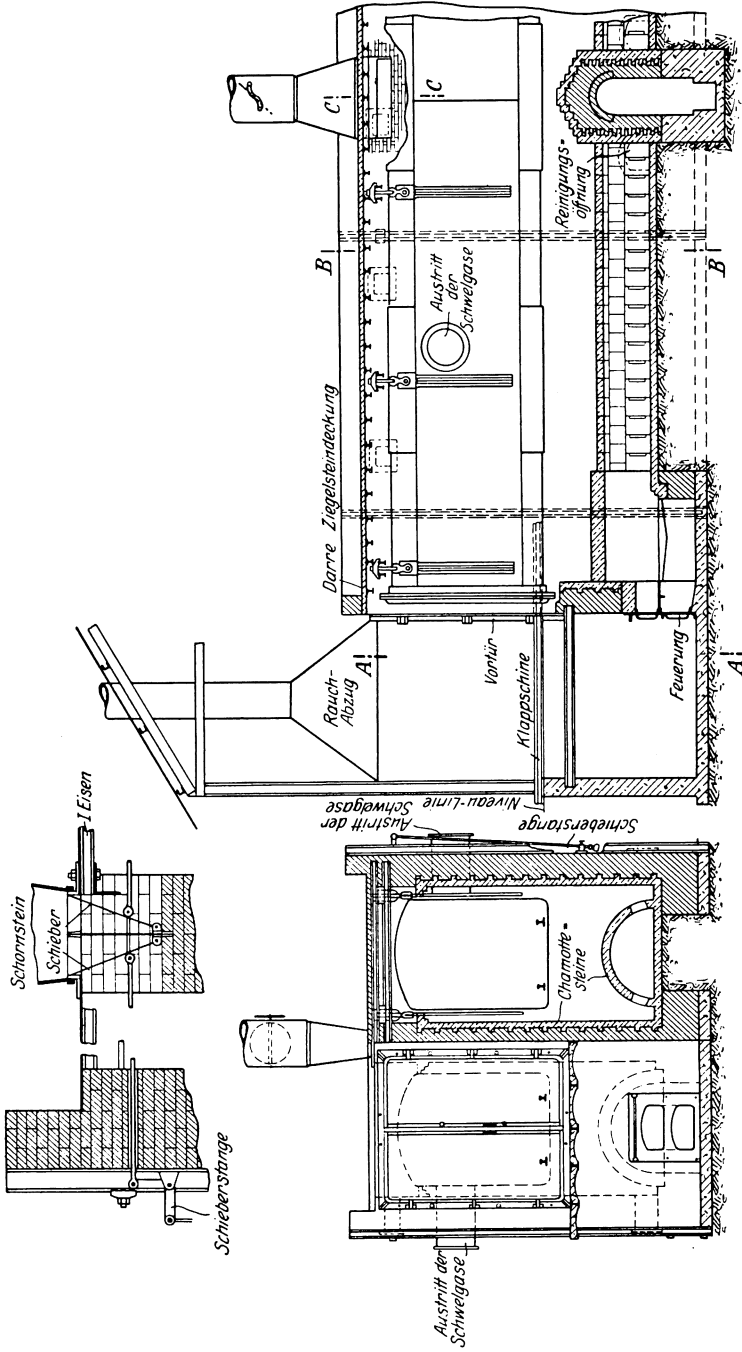 Schornstein
Schieber
I Eisen
Schieberstange
Rauch-
Abzug
A
Darre
Ziegelsteindeckung
B
C
C
Austritt
der
Schwelgase
Vortür
Klappschine
Niveau-Linie
Reinigungs-
öffnung
Feuerung
A
B
Austritt der
Schwelgase
Schieberstange
Chamotte-
steine
Austritt der
Schwelgase